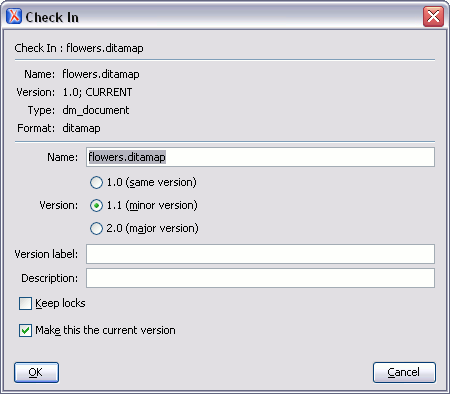 Check In
Check In : flowers.ditamap
Name: flowers.ditamap
Version: 1.0; CURRENT
Type: dm_document
Format: ditamap
Name: flowers.ditamap
1.0 (same version)
Version: 1.1 (minor version)
2.0 (major version)
Version label:
Description:
Keep locks
Make this the current version
OK Cancel